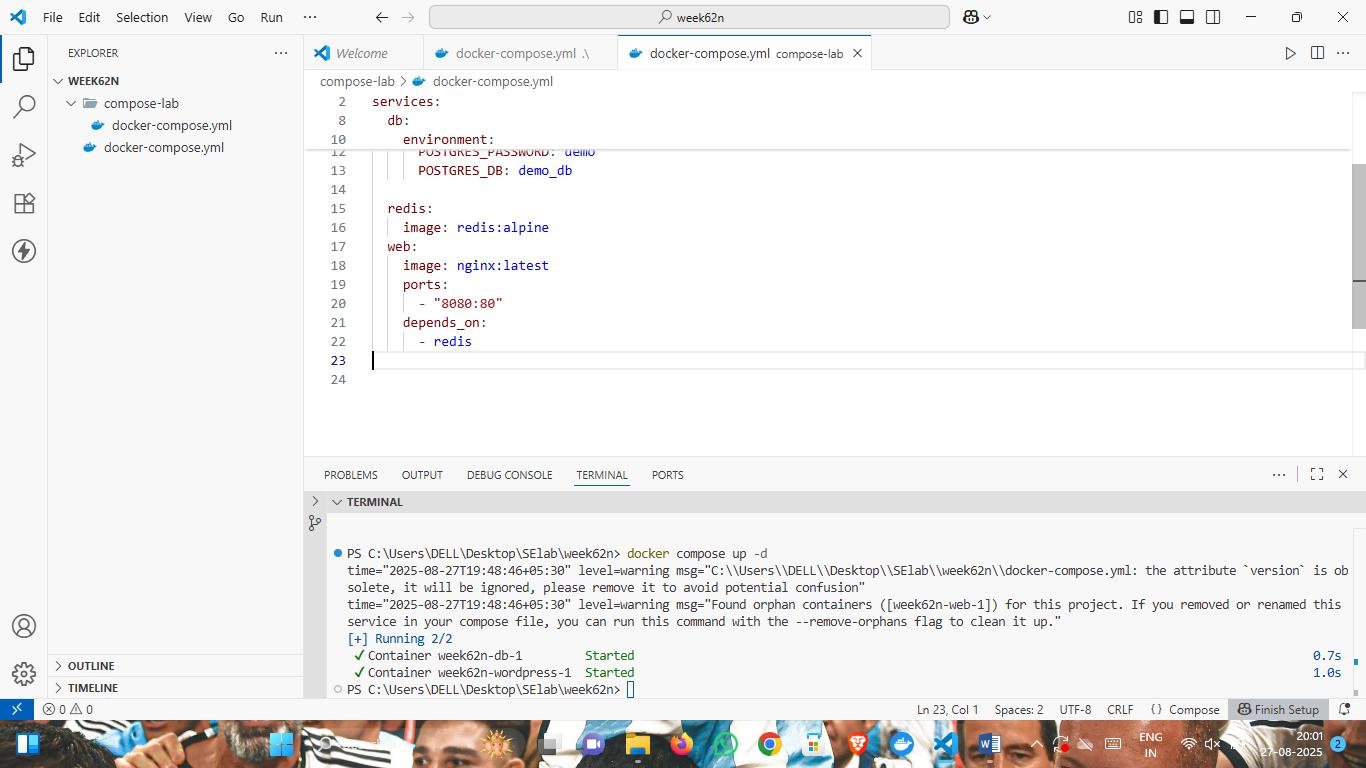 File Edit Selection View Go Run ··· week62n
EXPLORER ···
WEEK62N
compose-lab
docker-compose.yml
docker-compose.yml
OUTLINE
TIMELINE
Welcome docker-compose.yml .\ docker-compose.yml compose-lab
compose-lab > docker-compose.yml
2 services:
8 db:
10 environment:
12 POSTGRES_PASSWORD: demo
13 POSTGRES_DB: demo_db
14
15 redis:
16 image: redis:alpine
17 web:
18 image: nginx:latest
19 ports:
20 - "8080:80"
21 depends_on:
22 - redis
23
24
PROBLEMS OUTPUT DEBUG CONSOLE TERMINAL PORTS
TERMINAL
PS C:\Users\DELL\Desktop\SElab\week62n> docker compose up -d
time="2025-08-27T19:48:46+05:30" level=warning msg="C:\\Users\\DELL\\Desktop\\SElab\\week62n\\docker-compose.yml: the attribute `version` is ob
solete, it will be ignored, please remove it to avoid potential confusion"
time="2025-08-27T19:48:46+05:30" level=warning msg="Found orphan containers ([week62n-web-1]) for this project. If you removed or renamed this
service in your compose file, you can run this command with the --remove-orphans flag to clean it up."
[+] Running 2/2
✔ Container week62n-db-1 Started 0.7s
✔ Container week62n-wordpress-1 Started 1.0s
PS C:\Users\DELL\Desktop\SElab\week62n>
0 0 Ln 23, Col 1 Spaces: 2 UTF-8 CRLF { } Compose Finish Setup
ENG
IN
20:01
27-08-2025
2